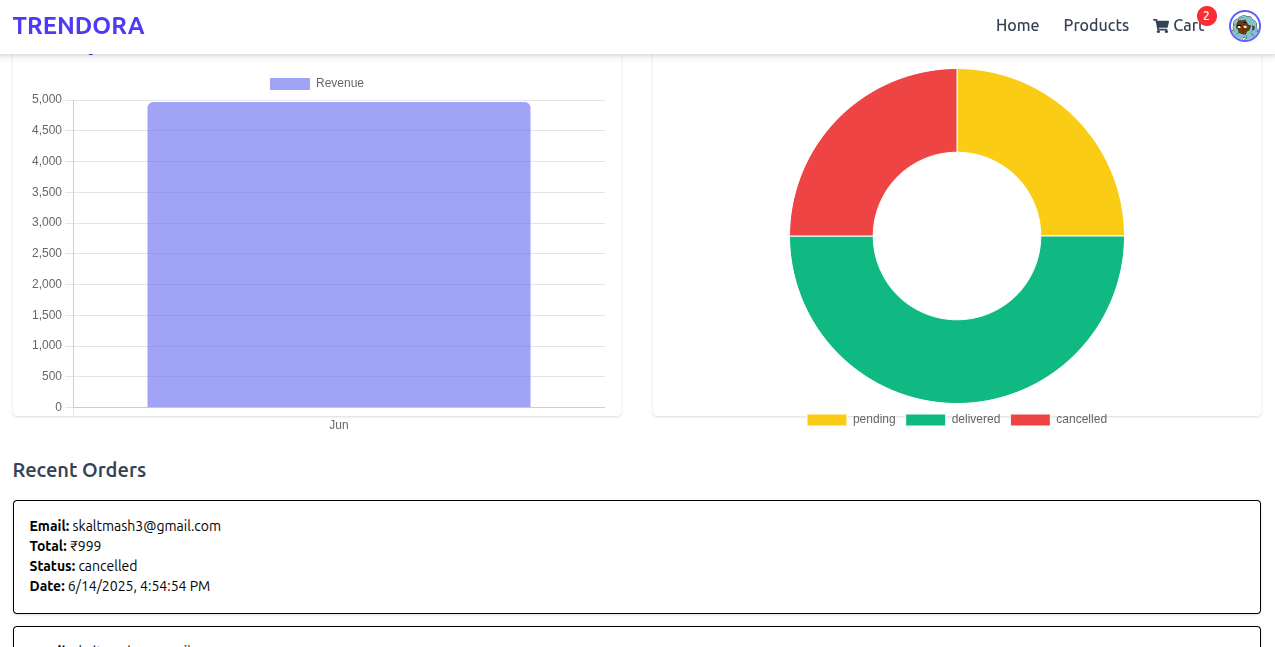 TRENDORA
Home Products Cart 2
Revenue
5,000
4,500
4,000
3,500
3,000
2,500
2,000
1,500
1,000
500
0
Jun
pending delivered cancelled
Recent Orders
Email: skaltmash3@gmail.com
Total: ₹999
Status: cancelled
Date: 6/14/2025, 4:54:54 PM